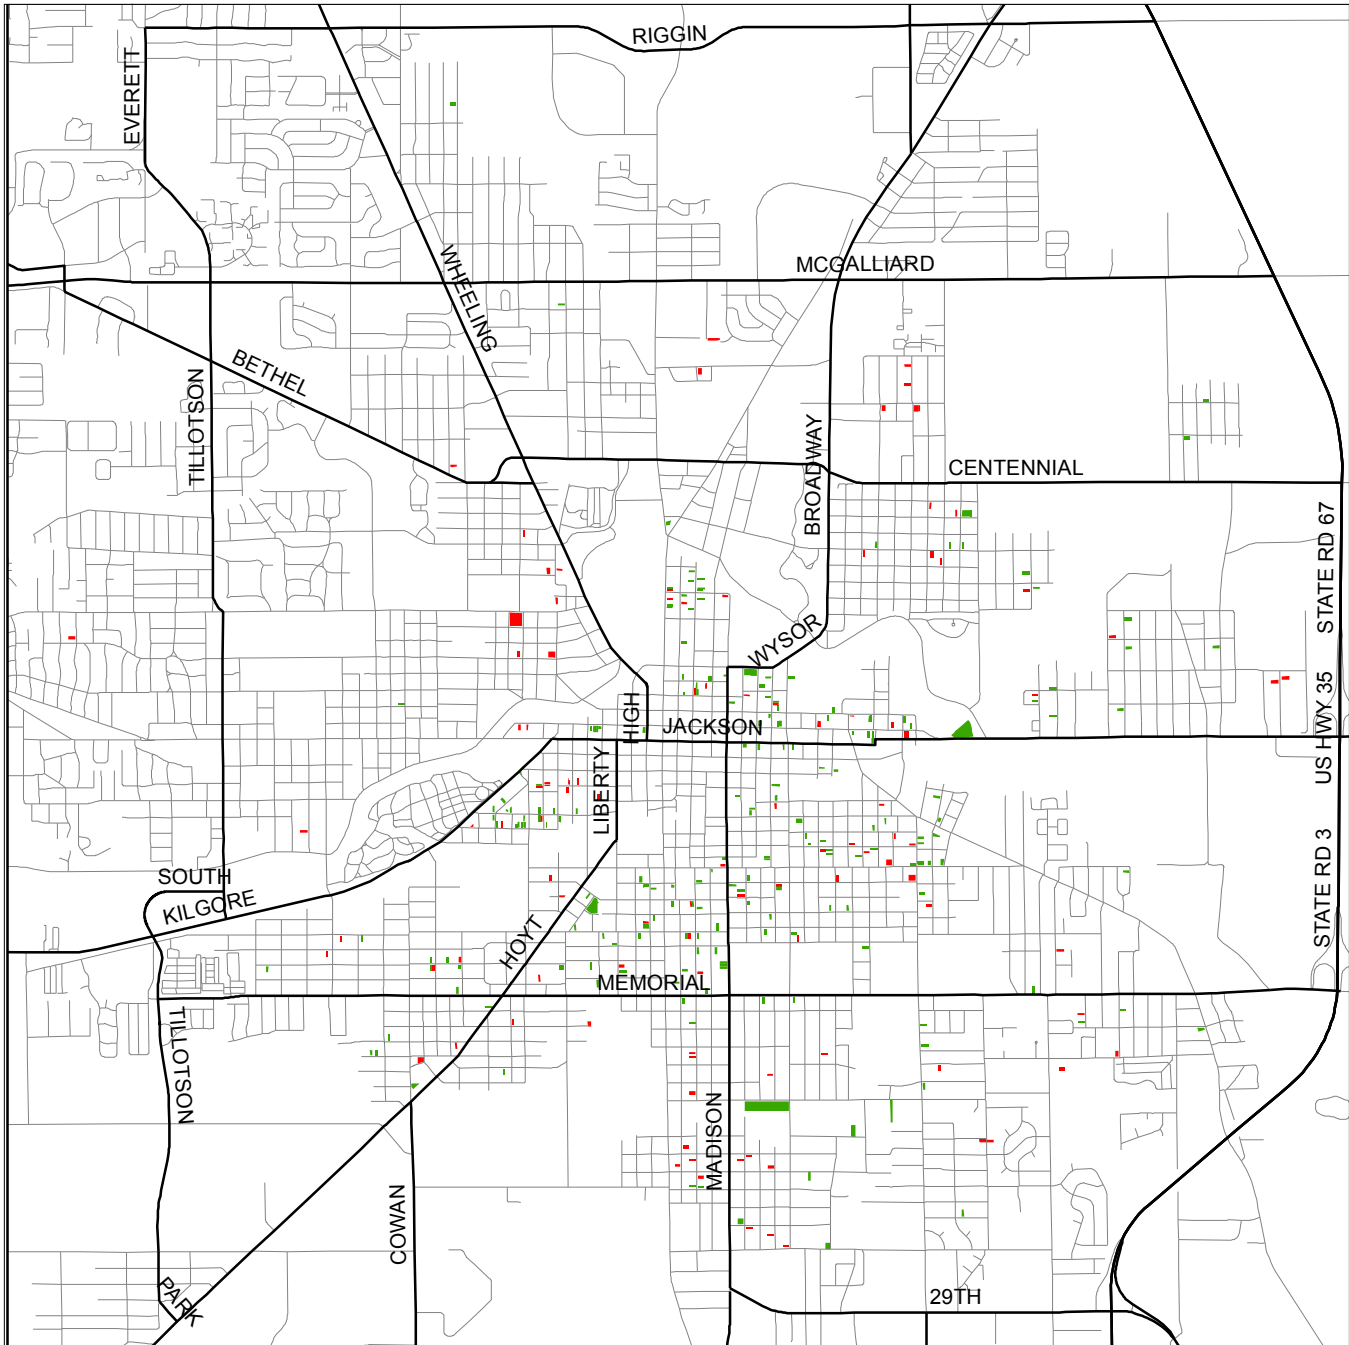 RIGGIN
EVERETT
MCGALLIARD
WHEELING
BETHEL
TILLOTSON
BROADWAY
CENTENNIAL
STATE RD 67
WYSOR
HIGH
JACKSON
US HWY 35
LIBERTY
SOUTH
KILGORE
STATE RD 3
HOYT
MEMORIAL
TILLOTSON
MADISON
COWAN
PARK
29TH